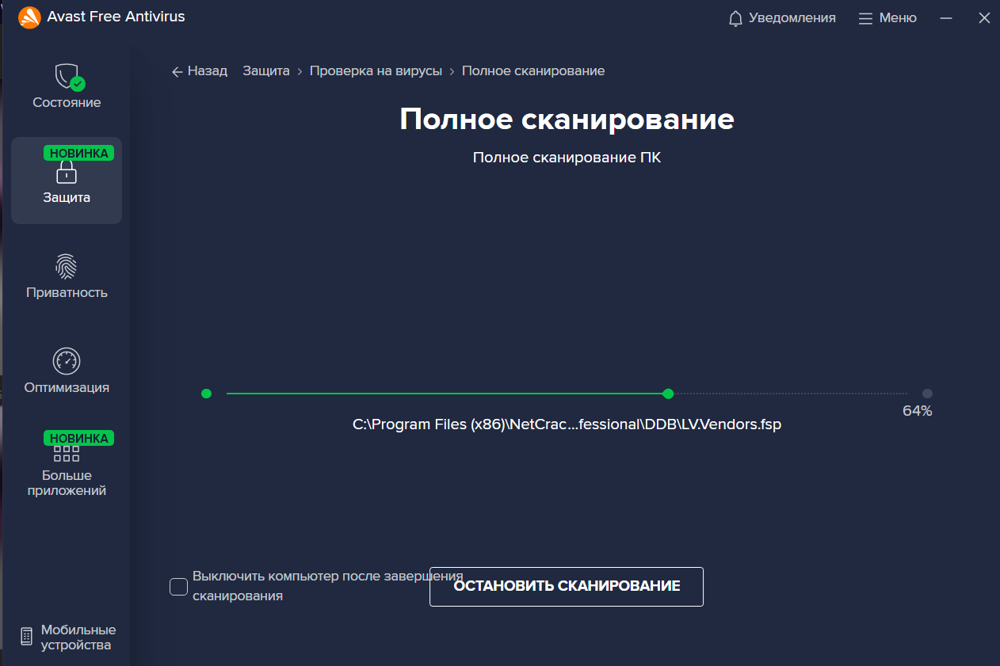 Avast Free Antivirus
Уведомления
Меню
Назад
Защита › Проверка на вирусы › Полное сканирование
Состояние
Полное сканирование
Полное сканирование ПК
НОВИНКА
Защита
Приватность
Оптимизация
64%
C:\Program Files (x86)\NetCrac...fessional\DDB\LV.Vendors.fsp
НОВИНКА
Больше
приложений
Выключить компьютер после завершения
сканирования
ОСТАНОВИТЬ СКАНИРОВАНИЕ
Мобильные
устройства